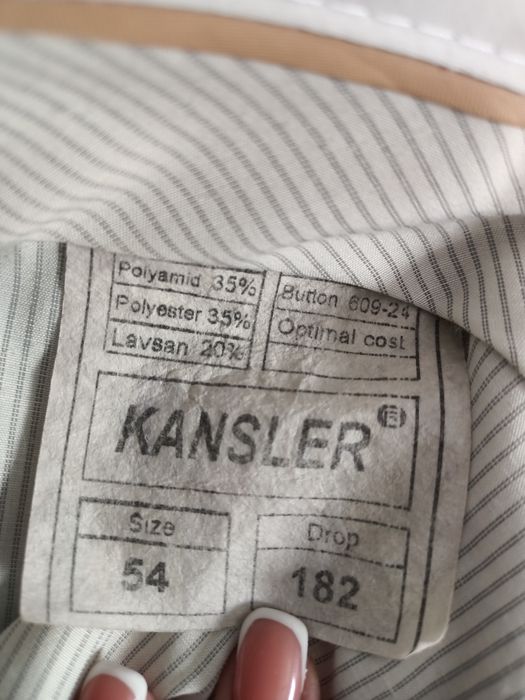 Polyamid 35%
Button 609-24
Polyester 35%
Optimal cost
Lavsan 20%
KANSLER
Size
Drop
54
182